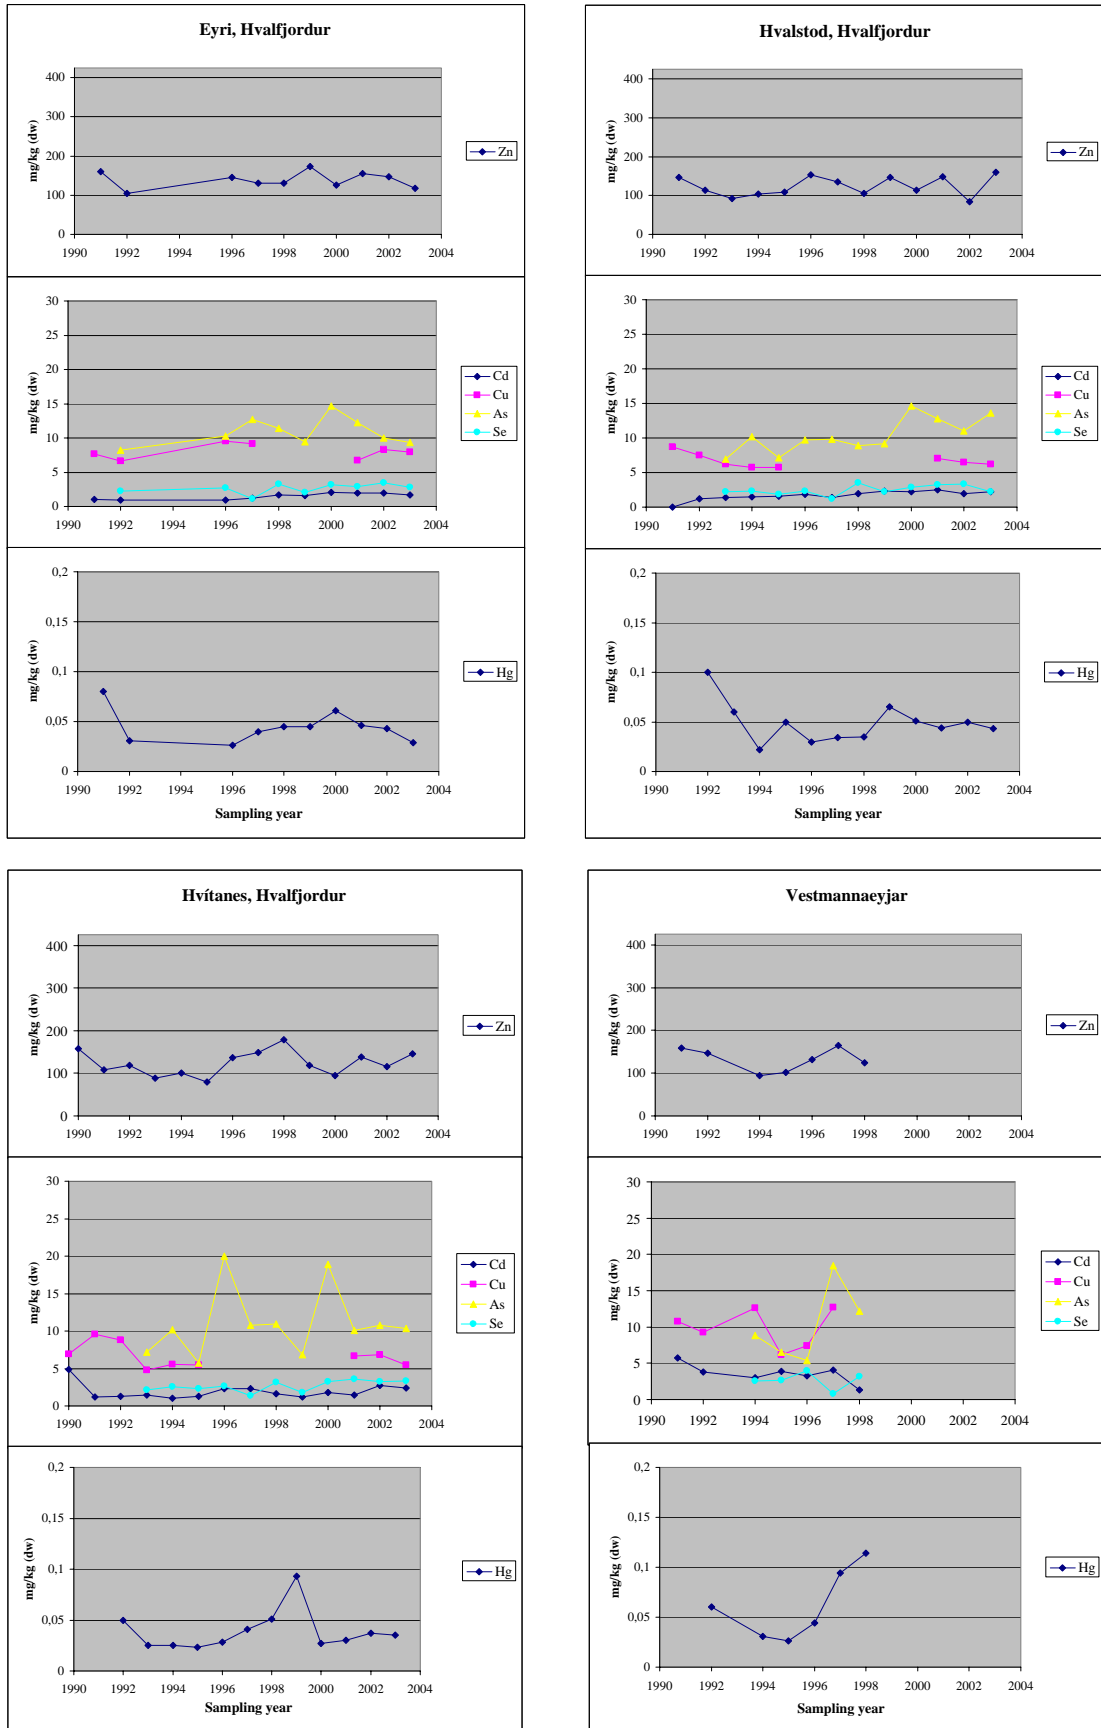 Eyri, Hvalfjordur
mg/kg (dw)
400
300
200
100
0
1990 1992 1994 1996 1998 2000 2002 2004
Zn
mg/kg (dw)
30
25
20
15
10
5
0
1990 1992 1994 1996 1998 2000 2002 2004
Cd
Cu
As
Se
mg/kg (dw)
0,2
0,15
0,1
0,05
0
1990 1992 1994 1996 1998 2000 2002 2004
Sampling year
Hg
Hvalstod, Hvalfjordur
mg/kg (dw)
400
300
200
100
0
1990 1992 1994 1996 1998 2000 2002 2004
Zn
mg/kg (dw)
30
25
20
15
10
5
0
1990 1992 1994 1996 1998 2000 2002 2004
Cd
Cu
As
Se
mg/kg (dw)
0,2
0,15
0,1
0,05
0
1990 1992 1994 1996 1998 2000 2002 2004
Sampling year
Hg
Hvítanes, Hvalfjordur
mg/kg (dw)
400
300
200
100
0
1990 1992 1994 1996 1998 2000 2002 2004
Zn
mg/kg (dw)
30
25
20
15
10
5
0
1990 1992 1994 1996 1998 2000 2002 2004
Cd
Cu
As
Se
mg/kg (dw)
0,2
0,15
0,1
0,05
0
1990 1992 1994 1996 1998 2000 2002 2004
Sampling year
Hg
Vestmannaeyjar
mg/kg (dw)
400
300
200
100
0
1990 1992 1994 1996 1998 2000 2002 2004
Zn
mg/kg (dw)
30
25
20
15
10
5
0
1990 1992 1994 1996 1998 2000 2002 2004
Cd
Cu
As
Se
mg/kg (dw)
0,2
0,15
0,1
0,05
0
1990 1992 1994 1996 1998 2000 2002 2004
Sampling year
Hg